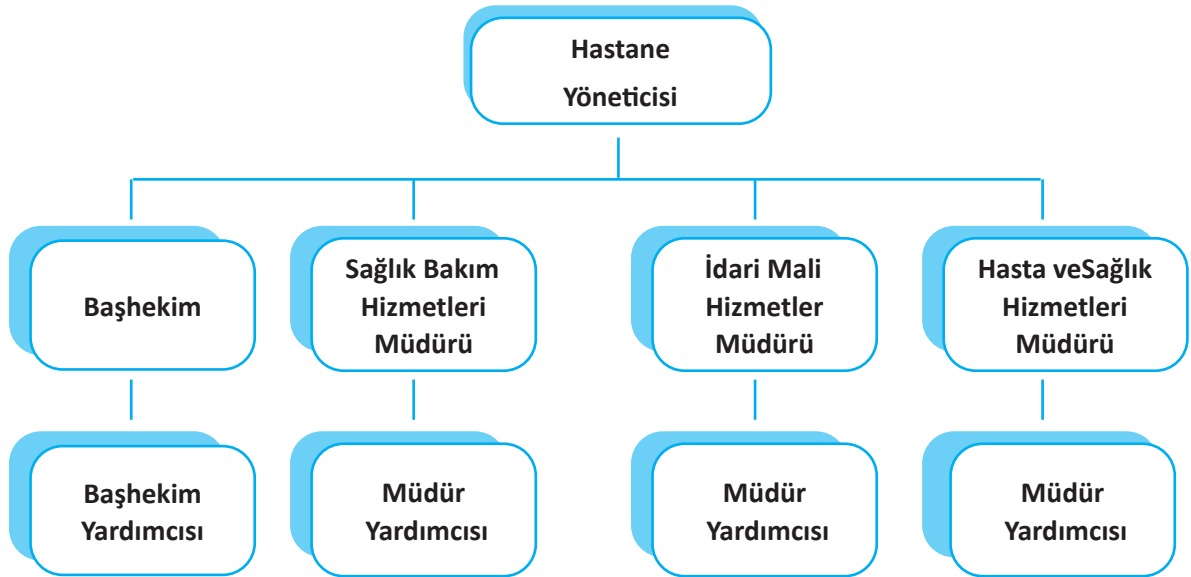 Hastane
Yöneticisi
Başhekim
Sağlık Bakım
Hizmetleri
Müdürü
İdari Mali
Hizmetler
Müdürü
Hasta veSağlık
Hizmetleri
Müdürü
Başhekim
Yardımcısı
Müdür
Yardımcısı
Müdür
Yardımcısı
Müdür
Yardımcısı